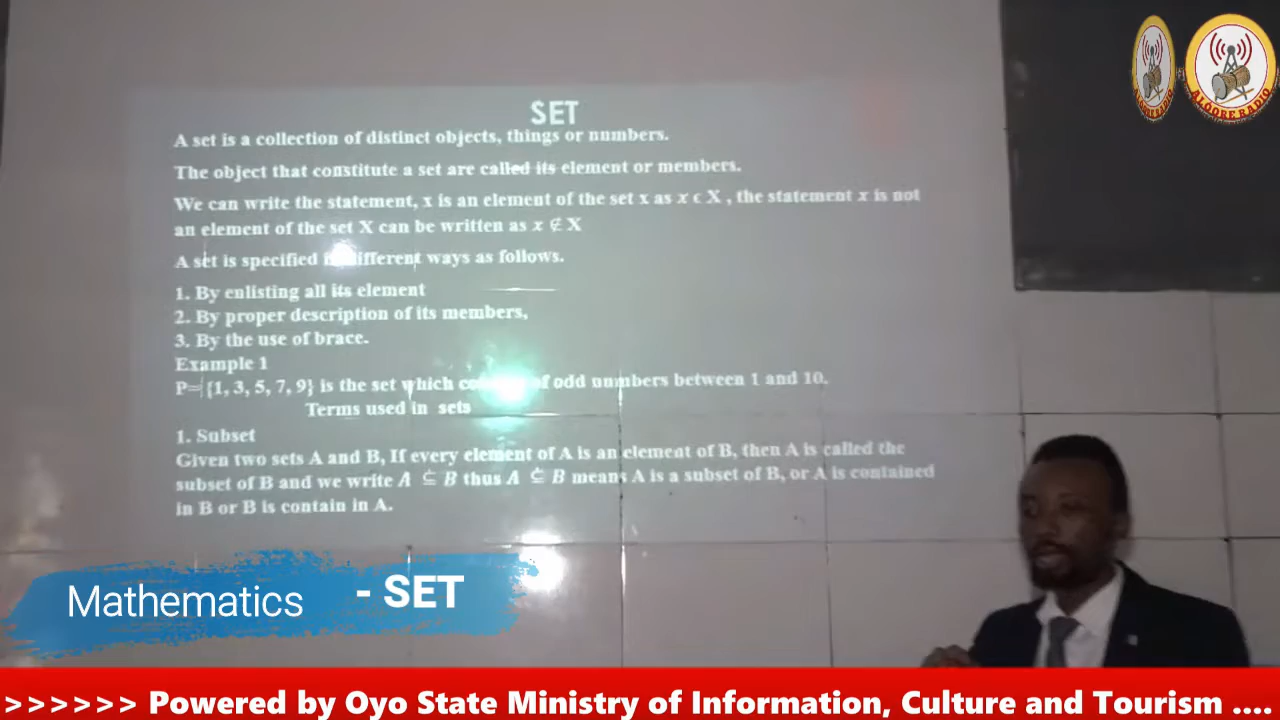 SET
A set is a collection of distinct objects, things or numbers.
The object that constitute a set are called its element or members.
We can write the statement, x is an element of the set x as x ϵ X , the statement x is not
an element of the set X can be written as x ∉ X
A set is specified different ways as follows.
1. By enlisting all its element
2. By proper description of its members,
3. By the use of brace.
Example 1
P= {1, 3, 5, 7, 9} is the set which of odd numbers between 1 and 10.
Terms used in sets
1. Subset
Given two sets A and B, If every element of A is an element of B, then A is called the
subset of B and we write A ⊆ B thus A ⊆ B means A is a subset of B, or A is contained
in B or B is contain in A.
Mathematics - SET
>>>>>> Powered by Oyo State Ministry of Information, Culture and Tourism ....
ALOORE RADIO